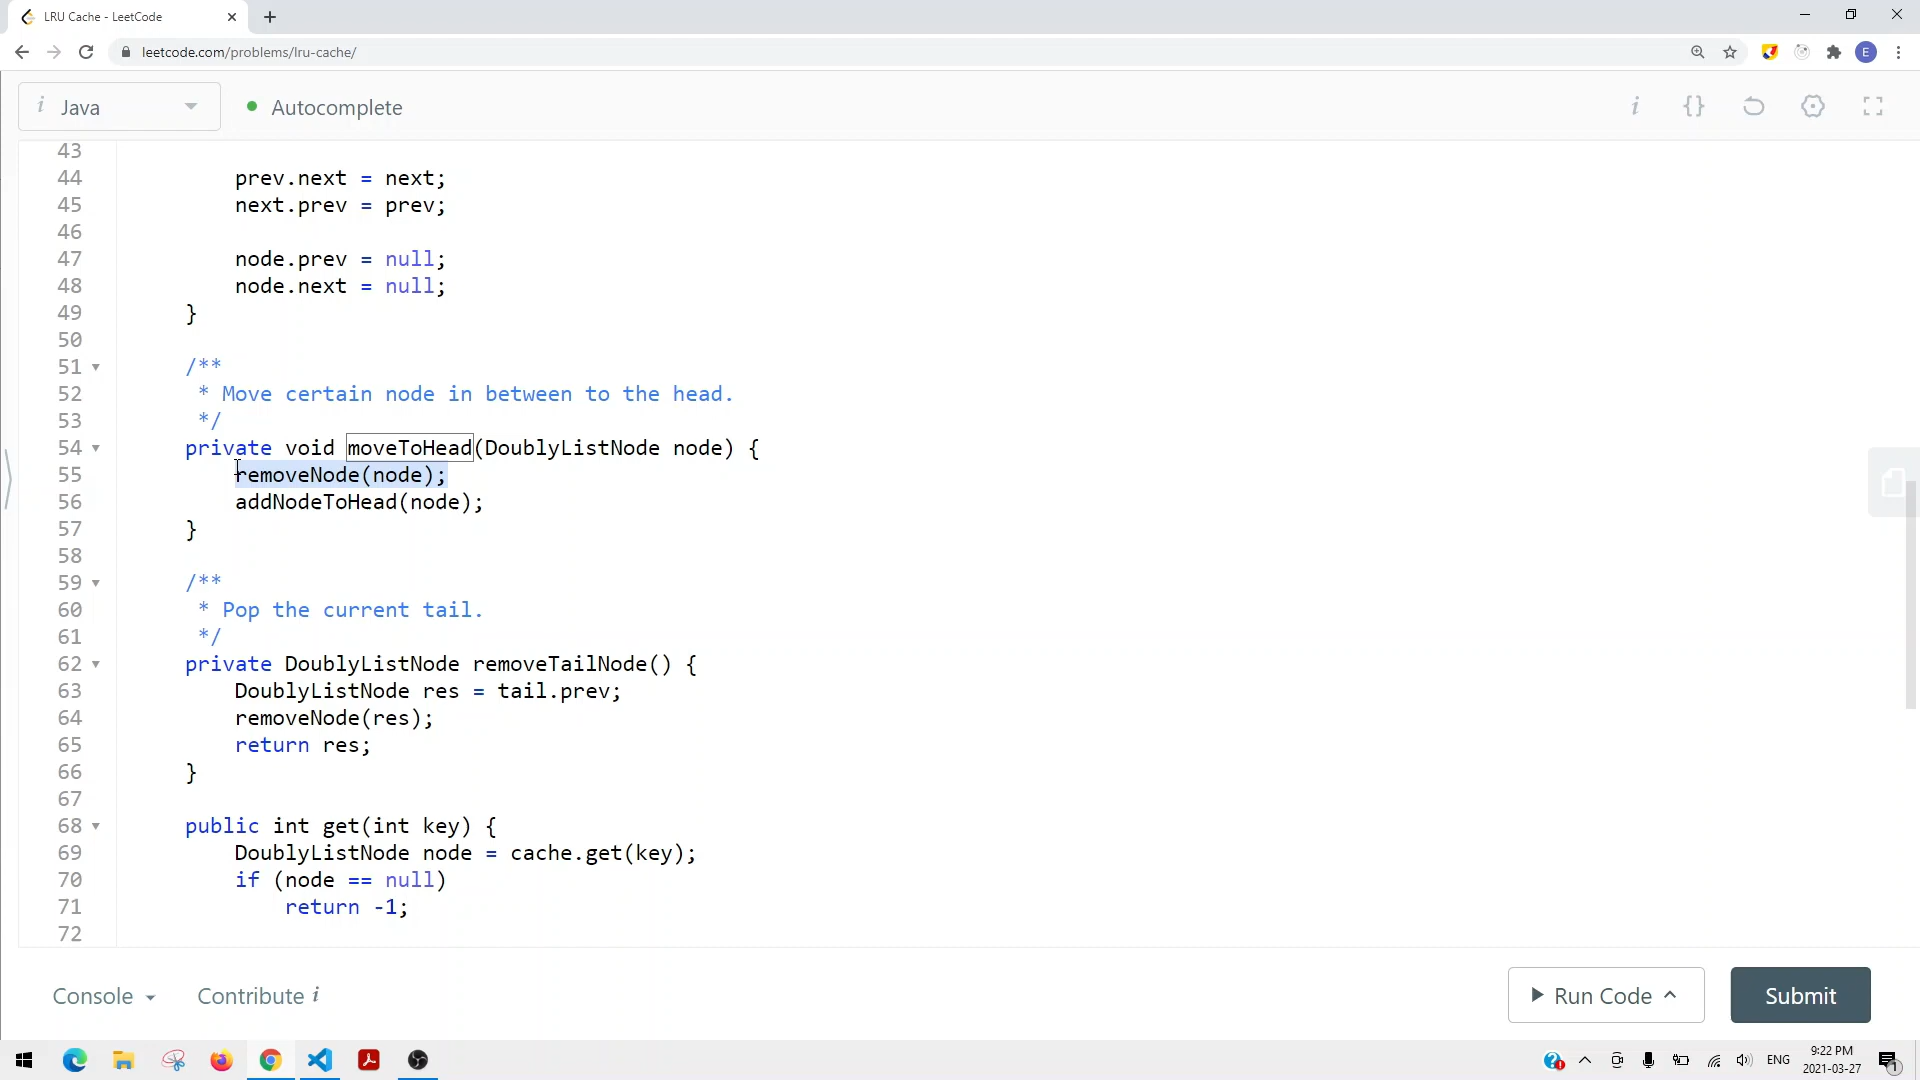 LRU Cache - LeetCode
leetcode.com/problems/lru-cache/
E
i Java
Autocomplete
i {}
43
44 prev.next = next;
45 next.prev = prev;
46
47 node.prev = null;
48 node.next = null;
49 }
50
51 /**
52 * Move certain node in between to the head.
53 */
54 private void moveToHead(DoublyListNode node) {
55 removeNode(node);
56 addNodeToHead(node);
57 }
58
59 /**
60 * Pop the current tail.
61 */
62 private DoublyListNode removeTailNode() {
63 DoublyListNode res = tail.prev;
64 removeNode(res);
65 return res;
66 }
67
68 public int get(int key) {
69 DoublyListNode node = cache.get(key);
70 if (node == null)
71 return -1;
72
Console Contribute i Run Code Submit
ENG
9:22 PM
2021-03-27
1